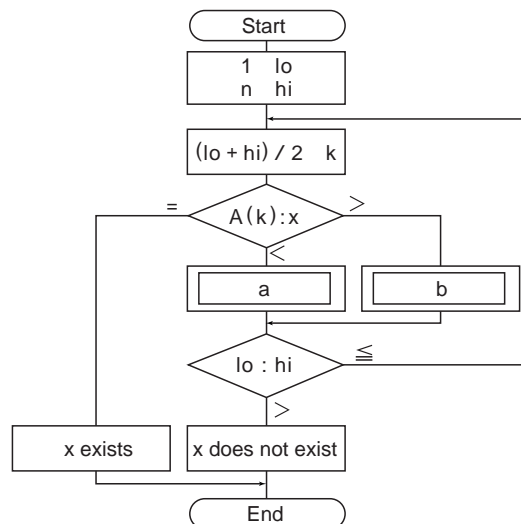 Start
1 lo
n hi
(lo + hi) / 2 k
A(k) : x
=
>
<
a
b
lo : hi
≦
>
x exists
x does not exist
End